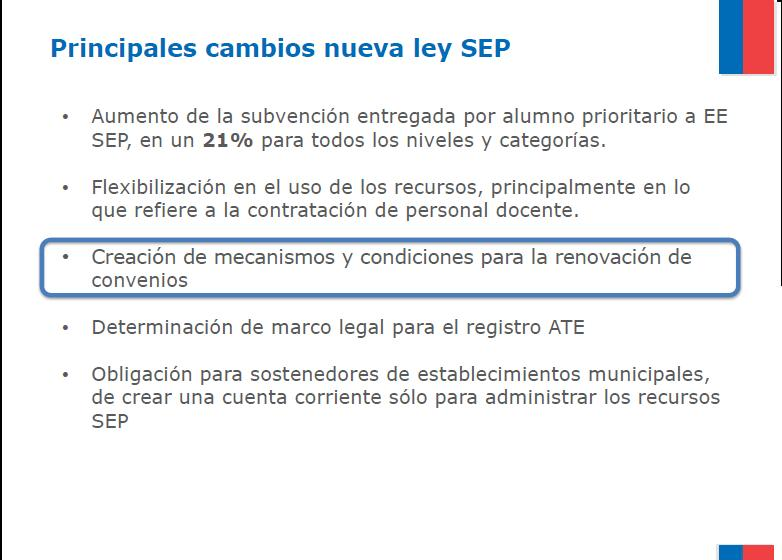 Principales cambios nueva ley SEP
• Aumento de la subvención entregada por alumno prioritario a EE
SEP, en un 21% para todos los niveles y categorías.
• Flexibilización en el uso de los recursos, principalmente en lo
que refiere a la contratación de personal docente.
• Creación de mecanismos y condiciones para la renovación de
convenios
• Determinación de marco legal para el registro ATE
• Obligación para sostenedores de establecimientos municipales,
de crear una cuenta corriente sólo para administrar los recursos
SEP